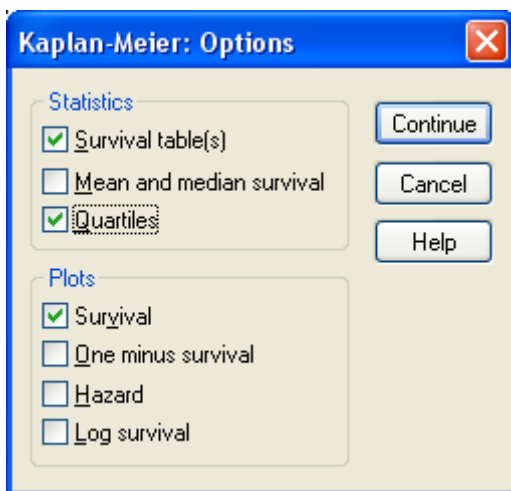 Kaplan-Meier: Options
Statistics
Survival table(s)
Mean and median survival
Quartiles
Continue
Cancel
Help
Plots
Survival
One minus survival
Hazard
Log survival